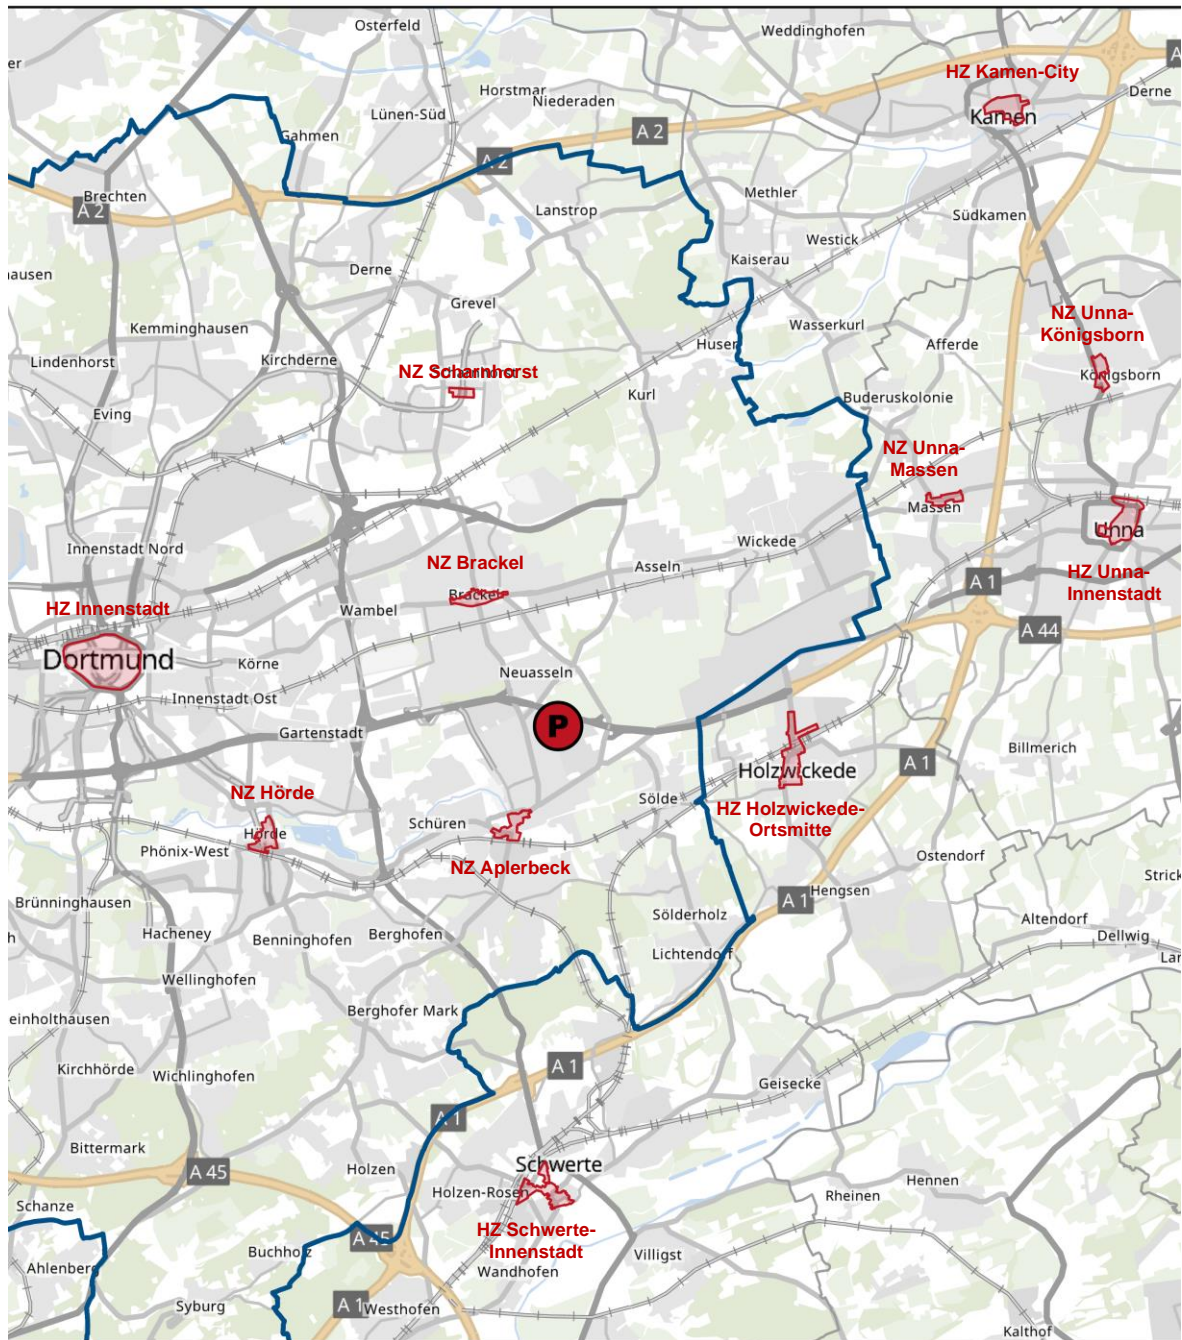 Osterfeld
Weddinghofen
er
A
HZ Kamen-City
Horstmar
Niederaden
Derne
Lünen-Süd
Kamen
Gahmen
A 2
A 2
Brechten
A 2
Methler
Lanstrop
Südkamen
Westick
Kaiserau
Derne
hausen
Grevel
NZ Unna-
Königsborn
Kemminghausen
Wasserkurl
Husen
Afferde
Lindenhorst
Kirchderne
NZ Scharnhorst
Königsborn
Kurl
Buderuskolonie
Eving
NZ Unna-
Massen
Massen
Unna
Innenstadt Nord
Wickede
NZ Brackel
Asseln
HZ Unna-
Innenstadt
A 1
Brackel
HZ Innenstadt
Wambel
A 44
Dortmund
Körne
Neuasseln
Innenstadt Ost
P
Gartenstadt
Billmerich
A 1
Holzwickede
NZ Hörde
Sölde
HZ Holzwickede-
Ortsmitte
Schüren
Hörde
Phönix-West
Ostendorf
NZ Aplerbeck
Strick
Hengsen
A 1
Brünninghausen
Sölderholz
Altendorf
Hacheney
Benninghofen
Berghofen
h
Dellwig
Lichtendorf
Lar
Wellinghofen
Berghofer Mark
einholthausen
A 1
Kirchhörde
Wichlinghofen
Geisecke
A 1
Bittermark
Schwerte
Holzen
A 45
Hennen
Holzen-Rosen
Rheinen
Schanze
HZ Schwerte-
Innenstadt
A 45
Buchholz
Villigst
Ahlenberg
Wandhofen
Syburg
A 1
Westhofen
Kalthof